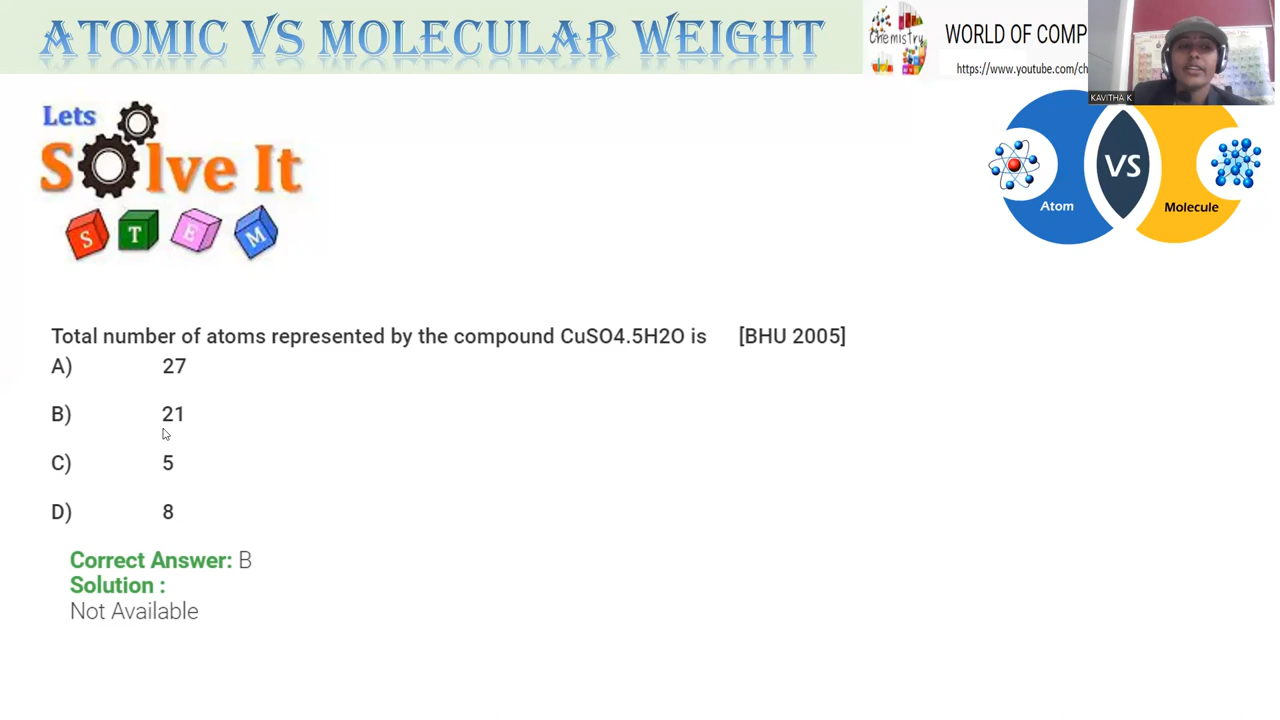 ATOMIC VS MOLECULAR WEIGHT
Chemistry
WORLD OF COMP
https://www.youtube.com/ch
KAVITHA K
Lets
Solve It
S T E M
VS
Atom
Molecule
Total number of atoms represented by the compound CuSO4.5H2O is [BHU 2005]
A) 27
B) 21
C) 5
D) 8
Correct Answer: B
Solution :
Not Available